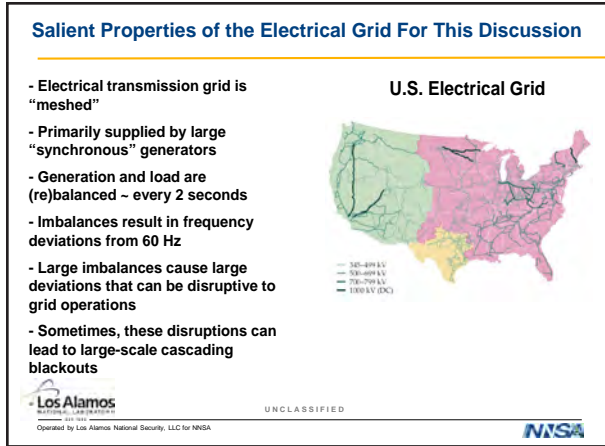 Salient Properties of the Electrical Grid For This Discussion
- Electrical transmission grid is
“meshed”
- Primarily supplied by large
“synchronous” generators
- Generation and load are
(re)balanced ~ every 2 seconds
- Imbalances result in frequency
deviations from 60 Hz
- Large imbalances cause large
deviations that can be disruptive to
grid operations
- Sometimes, these disruptions can
lead to large-scale cascading
blackouts
U.S. Electrical Grid
345–499 kV
500–699 kV
700–799 kV
1000 kV (DC)
Los Alamos
NATIONAL LABORATORY
EST. 1943
UNCLASSIFIED
Operated by Los Alamos National Security, LLC for NNSA
NNSA